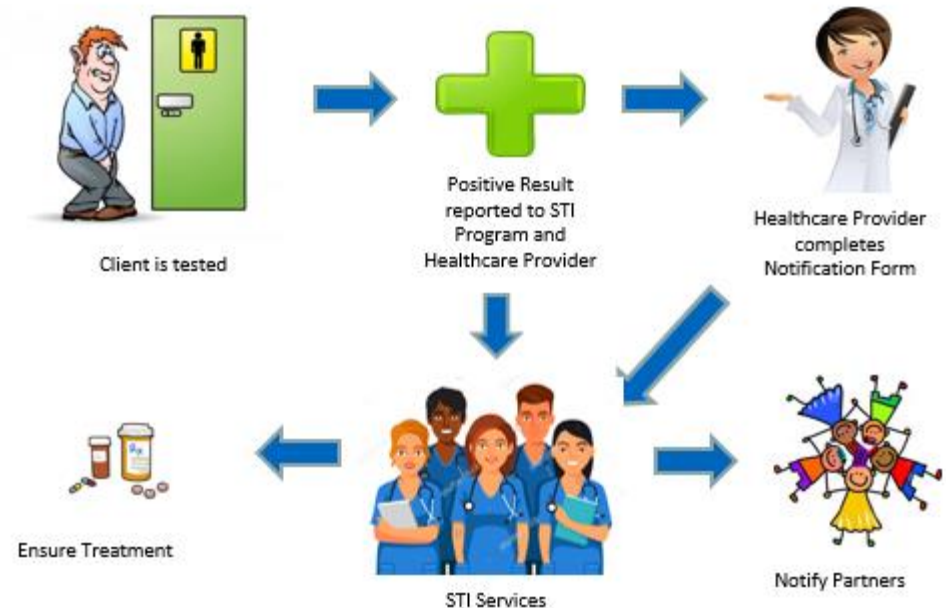 Client is tested
Positive Result
reported to STI
Program and
Healthcare Provider
Healthcare Provider
completes
Notification Form
Ensure Treatment
STI Services
Notify Partners